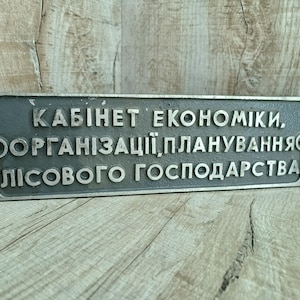 КАБІНЕТ ЕКОНОМІКИ,
ОРГАНІЗАЦІЇ,ПЛАНУВАННЯ
ЛІСОВОГО ГОСПОДАРСТВА